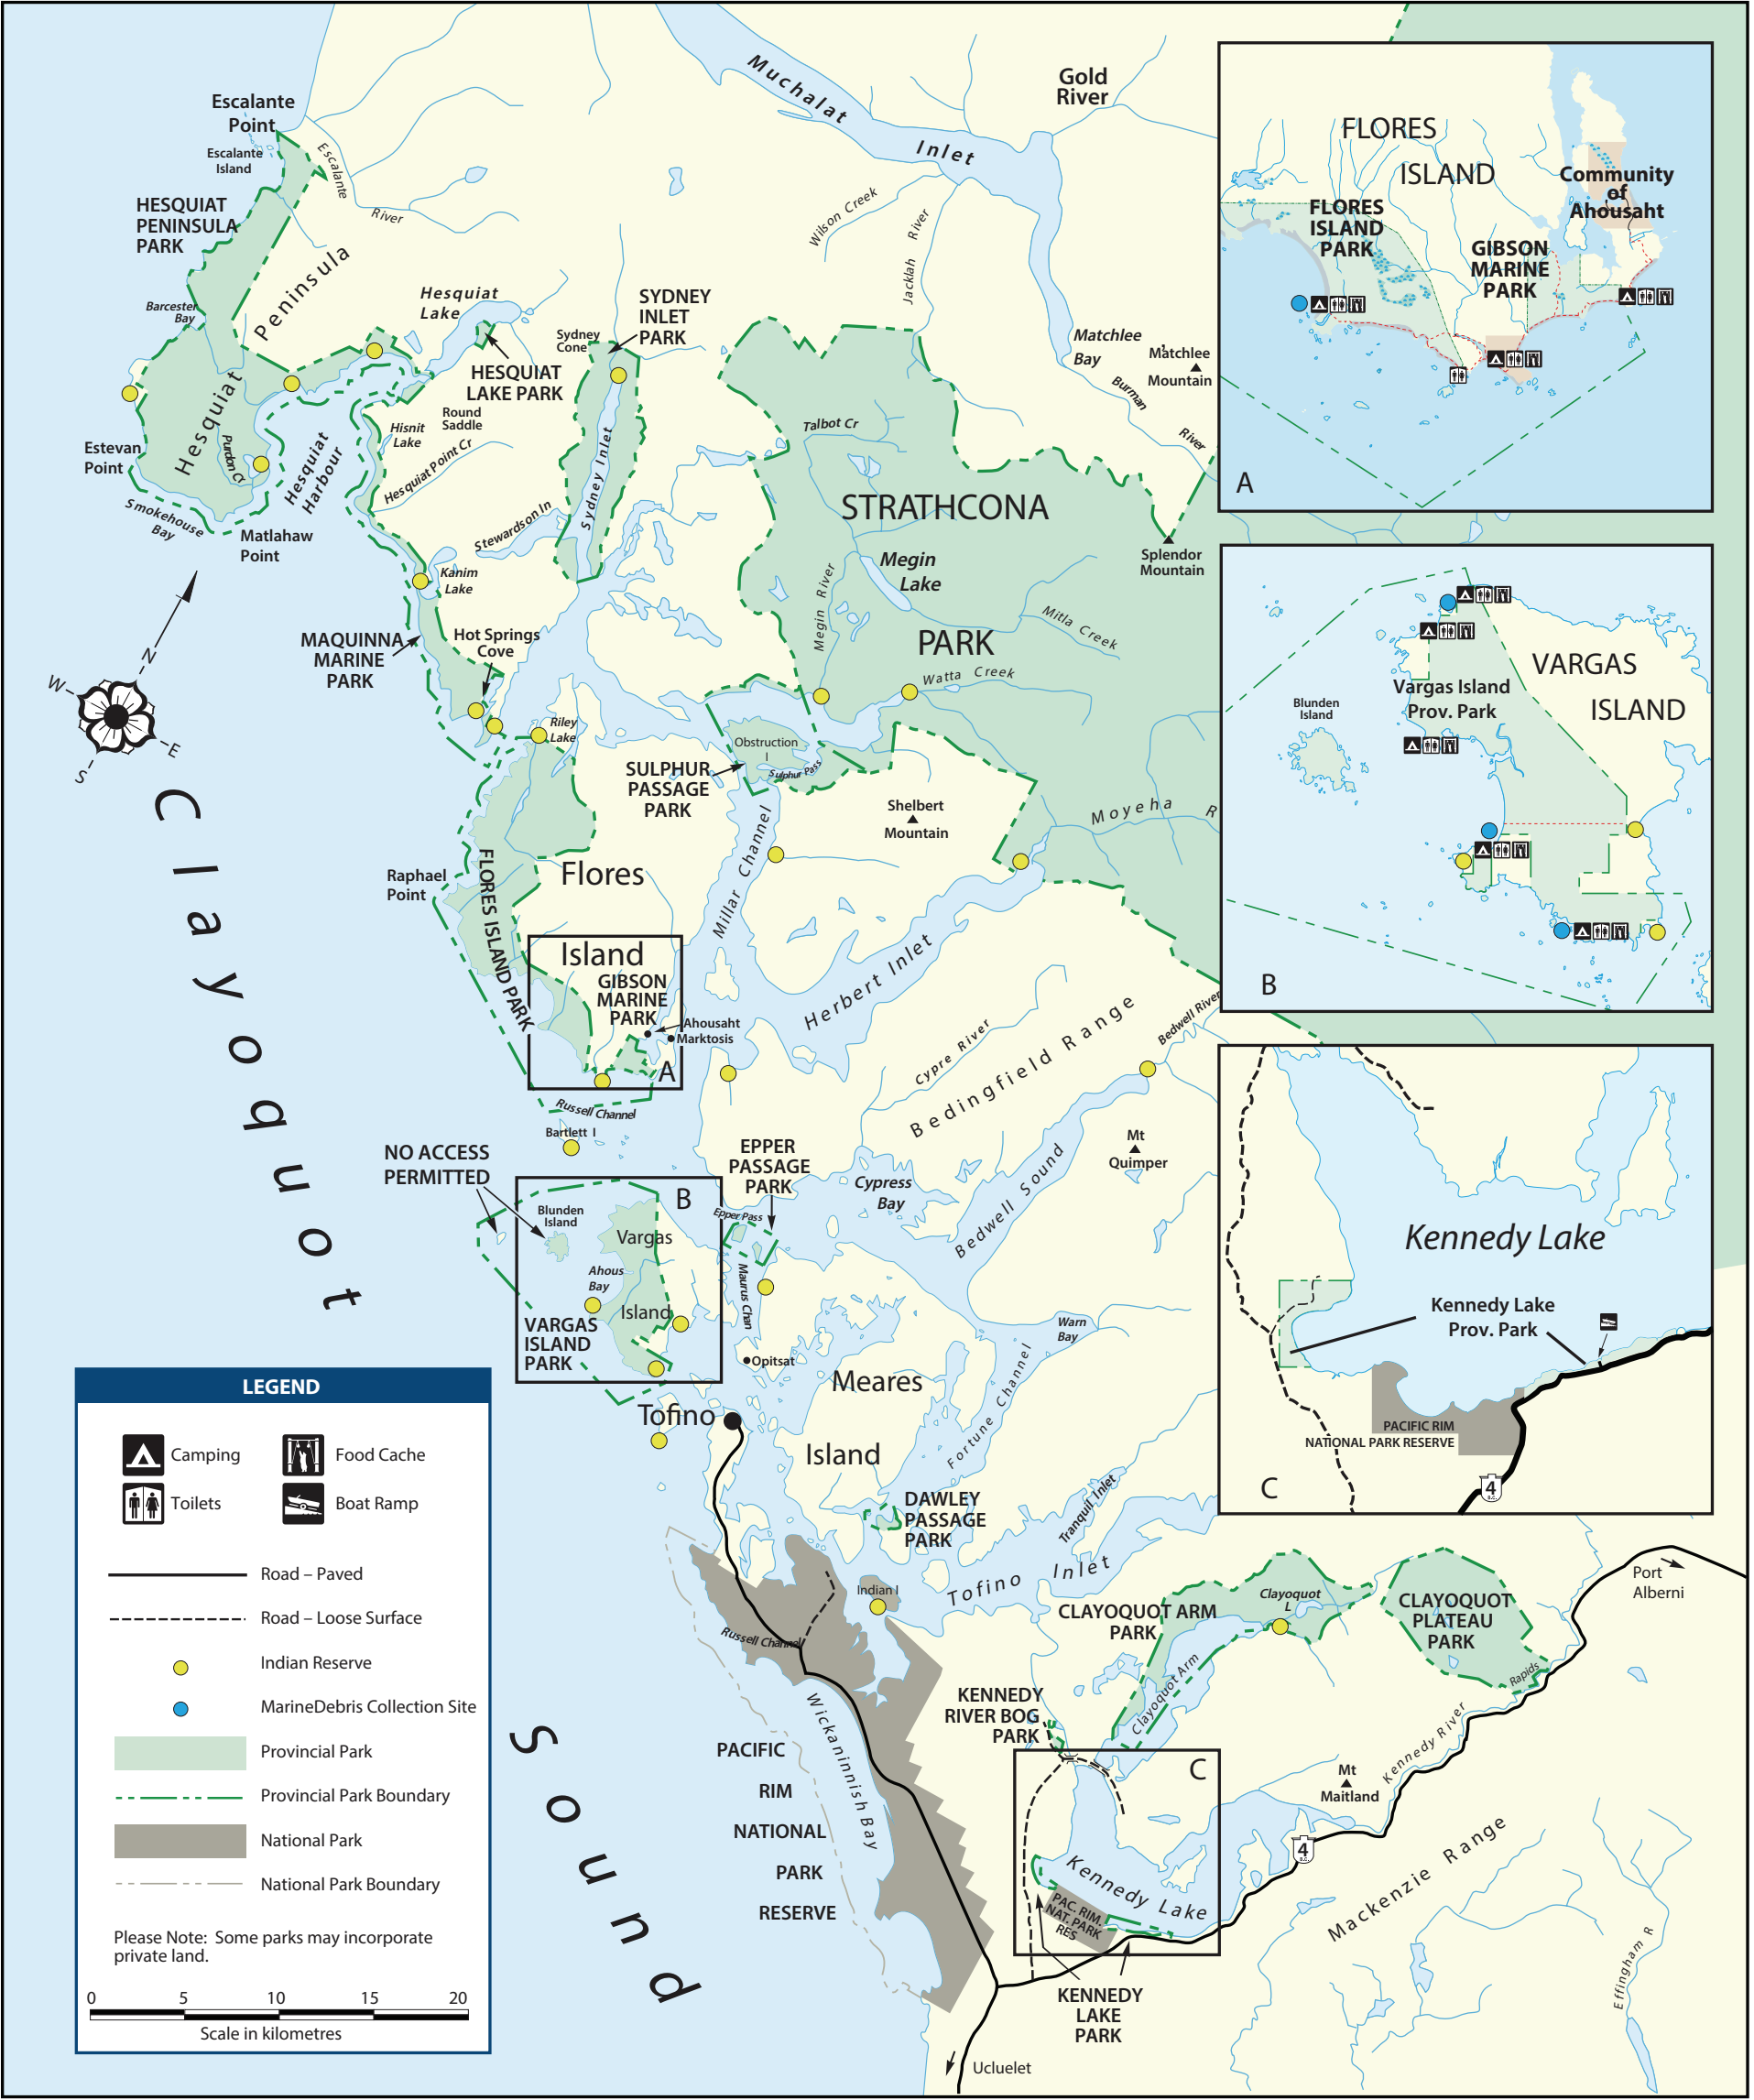 Muchalat
Inlet
Gold
River
Escalante
Point
Escalante
Island
Escalante
River
HESQUIAT
PENINSULA
PARK
Peninsula
Hesquiat
Barcester
Bay
Hesquiat
Lake
HESQUIAT
LAKE PARK
Sydney
Cone
SYDNEY
INLET
PARK
Wilson Creek
Jacklah River
Matchlee
Bay
Matchlee
Mountain
Burman
River
Estevan
Point
Purdon Cr
Hesquiat
Harbour
Hisnit
Lake
Round
Saddle
Hesquiat Point Cr
Smokehouse
Bay
Matlahaw
Point
Stewardson In
Sydney Inlet
Talbot Cr
STRATHCONA
PARK
Megin
Lake
Megin River
Mitla Creek
Watta Creek
Splendor
Mountain
Kanim
Lake
MAQUINNA
MARINE
PARK
Hot Springs
Cove
Riley
Lake
N
W
E
S
Obstruction
I
Sulphur Pass
SULPHUR
PASSAGE
PARK
Shelbert
Mountain
Moyeha R
Millar Channel
Raphael
Point
FLORES ISLAND PARK
Flores
Island
GIBSON
MARINE
PARK
Ahousaht
Marktosis
A
Herbert Inlet
Cypre River
Bedingfield Range
Bedwell River
Russell Channel
Bartlett I
NO ACCESS
PERMITTED
EPPER
PASSAGE
PARK
Epper Pass
Cypress
Bay
Bedwell Sound
Mt
Quimper
B
Blunden
Island
Vargas
Island
Ahous
Bay
VARGAS
ISLAND
PARK
Maurus Chan
Opitsat
Warn
Bay
Meares
Island
Fortune Channel
Tofino
DAWLEY
PASSAGE
PARK
Tranquil Inlet
Tofino Inlet
Indian I
Russell Channel
Clayoquot
Sound
CLAYOQUOT ARM
PARK
Clayoquot
L
Clayoquot Arm
CLAYOQUOT
PLATEAU
PARK
Rapids
Port
Alberni
KENNEDY
RIVER BOG
PARK
Wickaninnish Bay
PACIFIC
RIM
NATIONAL
PARK
RESERVE
C
Kennedy River
Mt
Maitland
4
B.C.
Kennedy Lake
PAC. RIM.
NAT. PARK
RES
KENNEDY
LAKE
PARK
Mackenzie Range
Effingham R
Ucluelet
FLORES
ISLAND
FLORES
ISLAND
PARK
GIBSON
MARINE
PARK
Community
of
Ahousaht
A
VARGAS
ISLAND
Vargas Island
Prov. Park
Blunden
Island
B
Kennedy Lake
Kennedy Lake
Prov. Park
PACIFIC RIM
NATIONAL PARK RESERVE
4
B.C.
C
LEGEND
Camping
Food Cache
Toilets
Boat Ramp
Road – Paved
Road – Loose Surface
Indian Reserve
MarineDebris Collection Site
Provincial Park
Provincial Park Boundary
National Park
National Park Boundary
Please Note: Some parks may incorporate
private land.
0 5 10 15 20
Scale in kilometres